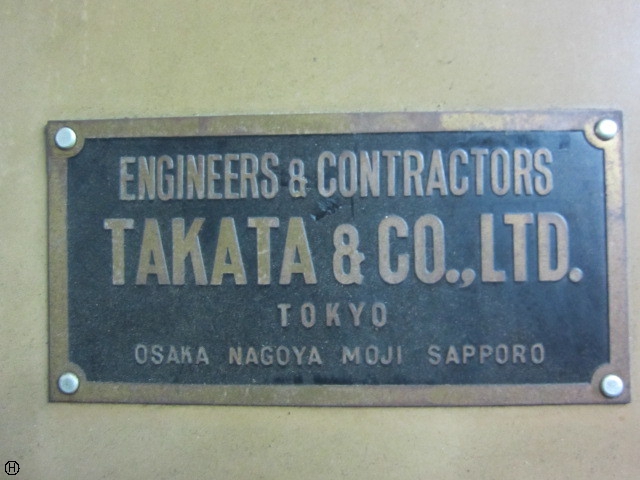 ENGINEERS & CONTRACTORS
TAKATA & CO., LTD.
TOKYO
OSAKA NAGOYA MOJI SAPPORO
H